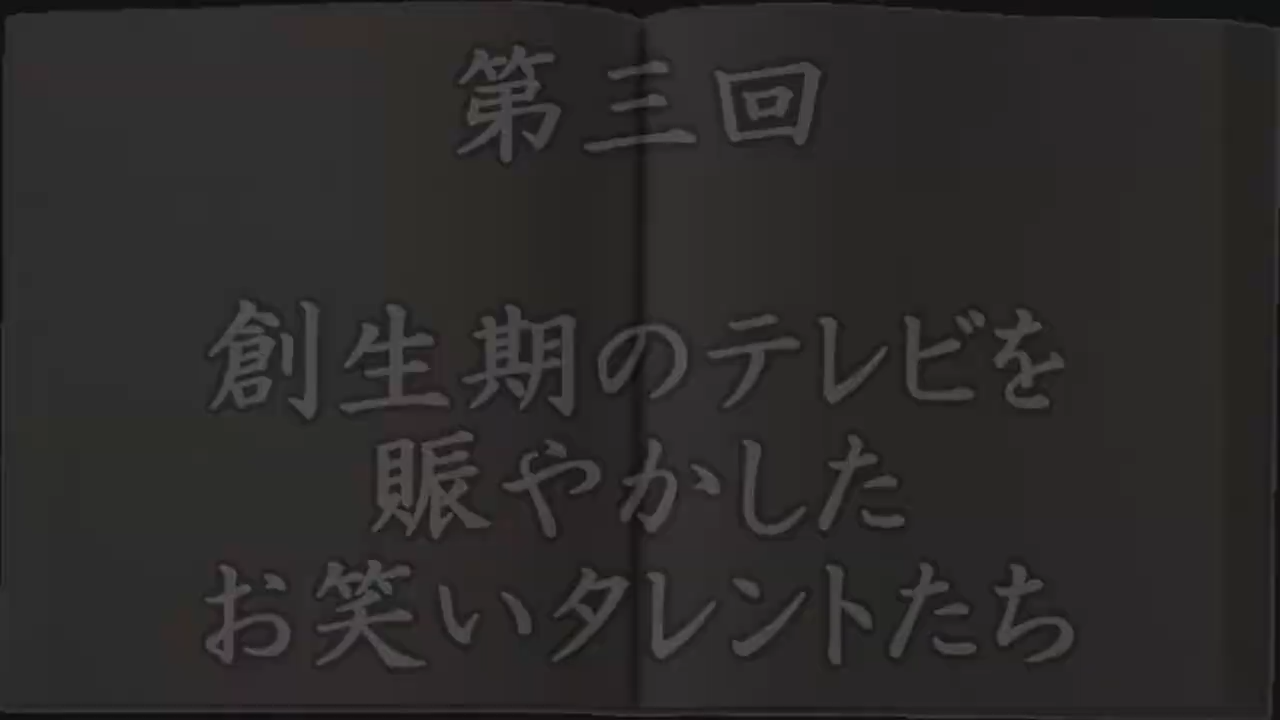 第三回
創生期のテレビを
賑やかした
お笑いタレントたち